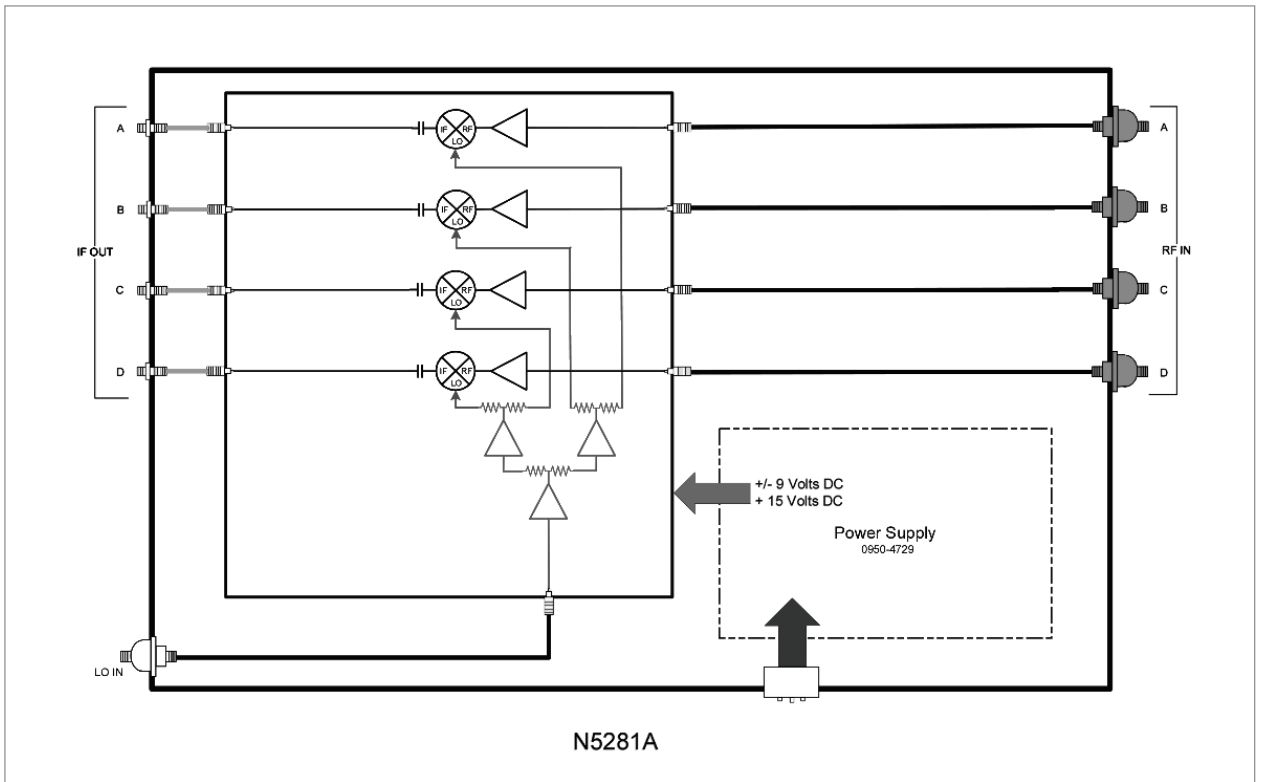 A
IF
RF
LO
A
B
IF
RF
LO
B
IF OUT
RF IN
C
IF
RF
LO
C
D
IF
RF
LO
D
+/- 9 Volts DC
+ 15 Volts DC
Power Supply
0950-4729
LO IN
L
N5281A